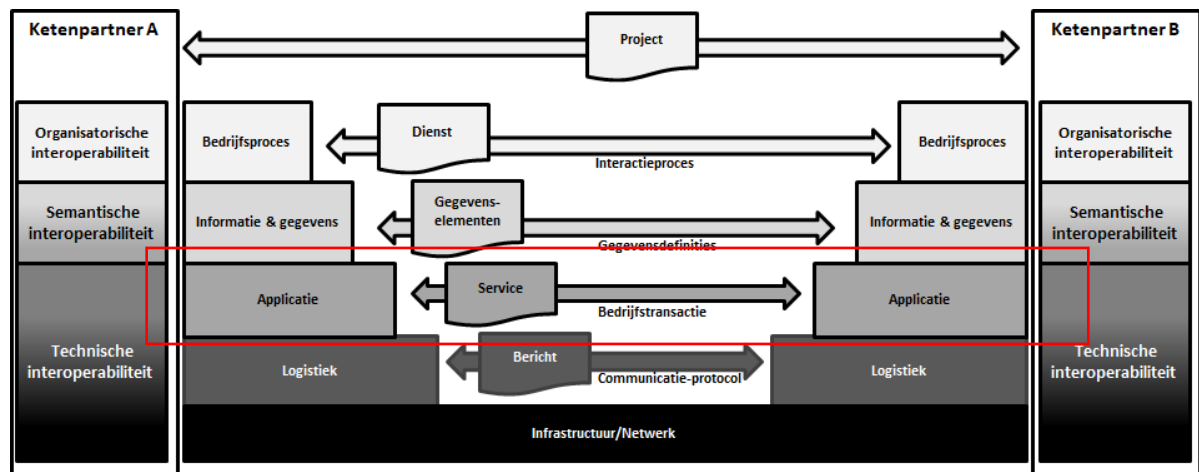 Ketenpartner A
Project
Ketenpartner B
Organisatorische
interoperabiliteit
Bedrijfsproces
Dienst
Interactieproces
Bedrijfsproces
Organisatorische
interoperabiliteit
Semantische
interoperabiliteit
Informatie & gegevens
Gegevens-
elementen
Gegevensdefinities
Informatie & gegevens
Semantische
interoperabiliteit
Applicatie
Service
Bedrijfstransactie
Applicatie
Technische
interoperabiliteit
Logistiek
Bericht
Communicatie-protocol
Logistiek
Technische
interoperabiliteit
Infrastructuur/Netwerk